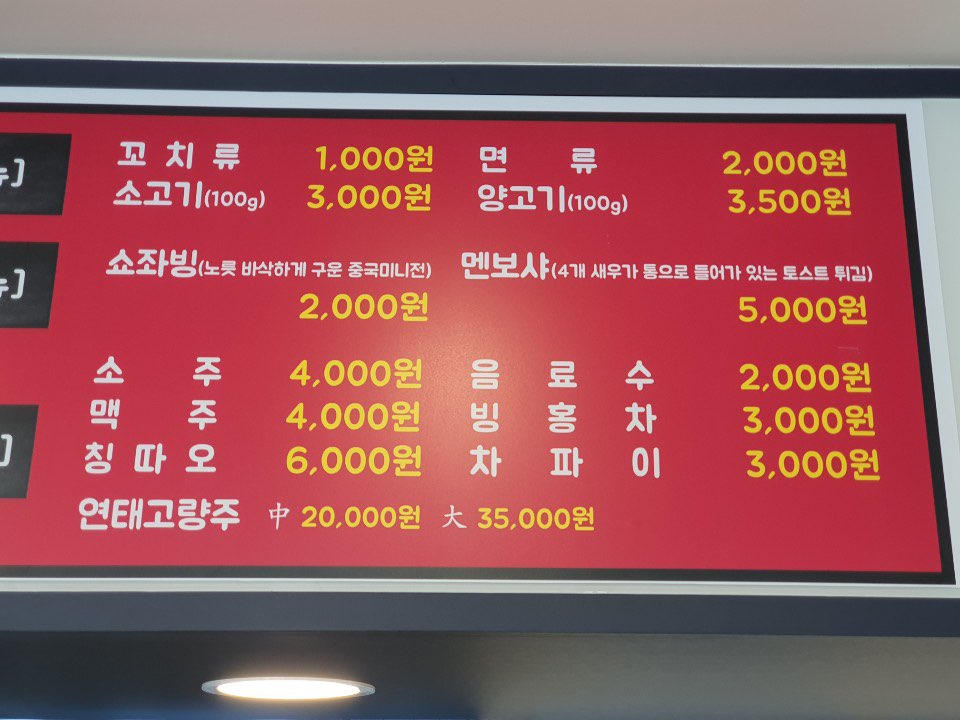 뉴] 꼬치류 1,000원 면류 2,000원
소고기(100g) 3,000원 양고기(100g) 3,500원
뉴] 쇼좌빙(노릇 바삭하게 구운 중국미니전) 멘보샤(4개 새우가 통으로 들어가 있는 토스트 튀김)
2,000원 5,000원
소주 4,000원 음료수 2,000원
맥주 4,000원 빙홍차 3,000원
] 칭따오 6,000원 차파이 3,000원
연태고량주 中 20,000원 大 35,000원